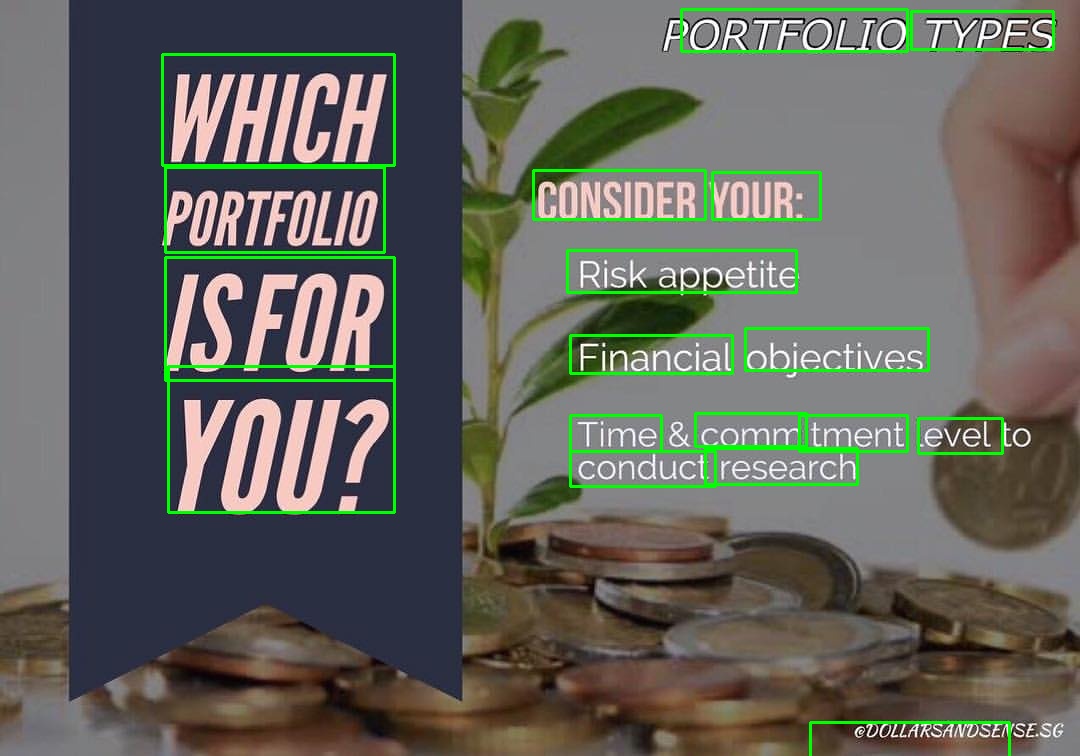 PORTFOLIO TYPES
WHICH
PORTFOLIO
IS FOR
YOU?
CONSIDER YOUR:
Risk appetite
Financial objectives
Time & commitment level to
conduct research
@DOLLARSANDSENSE.SG